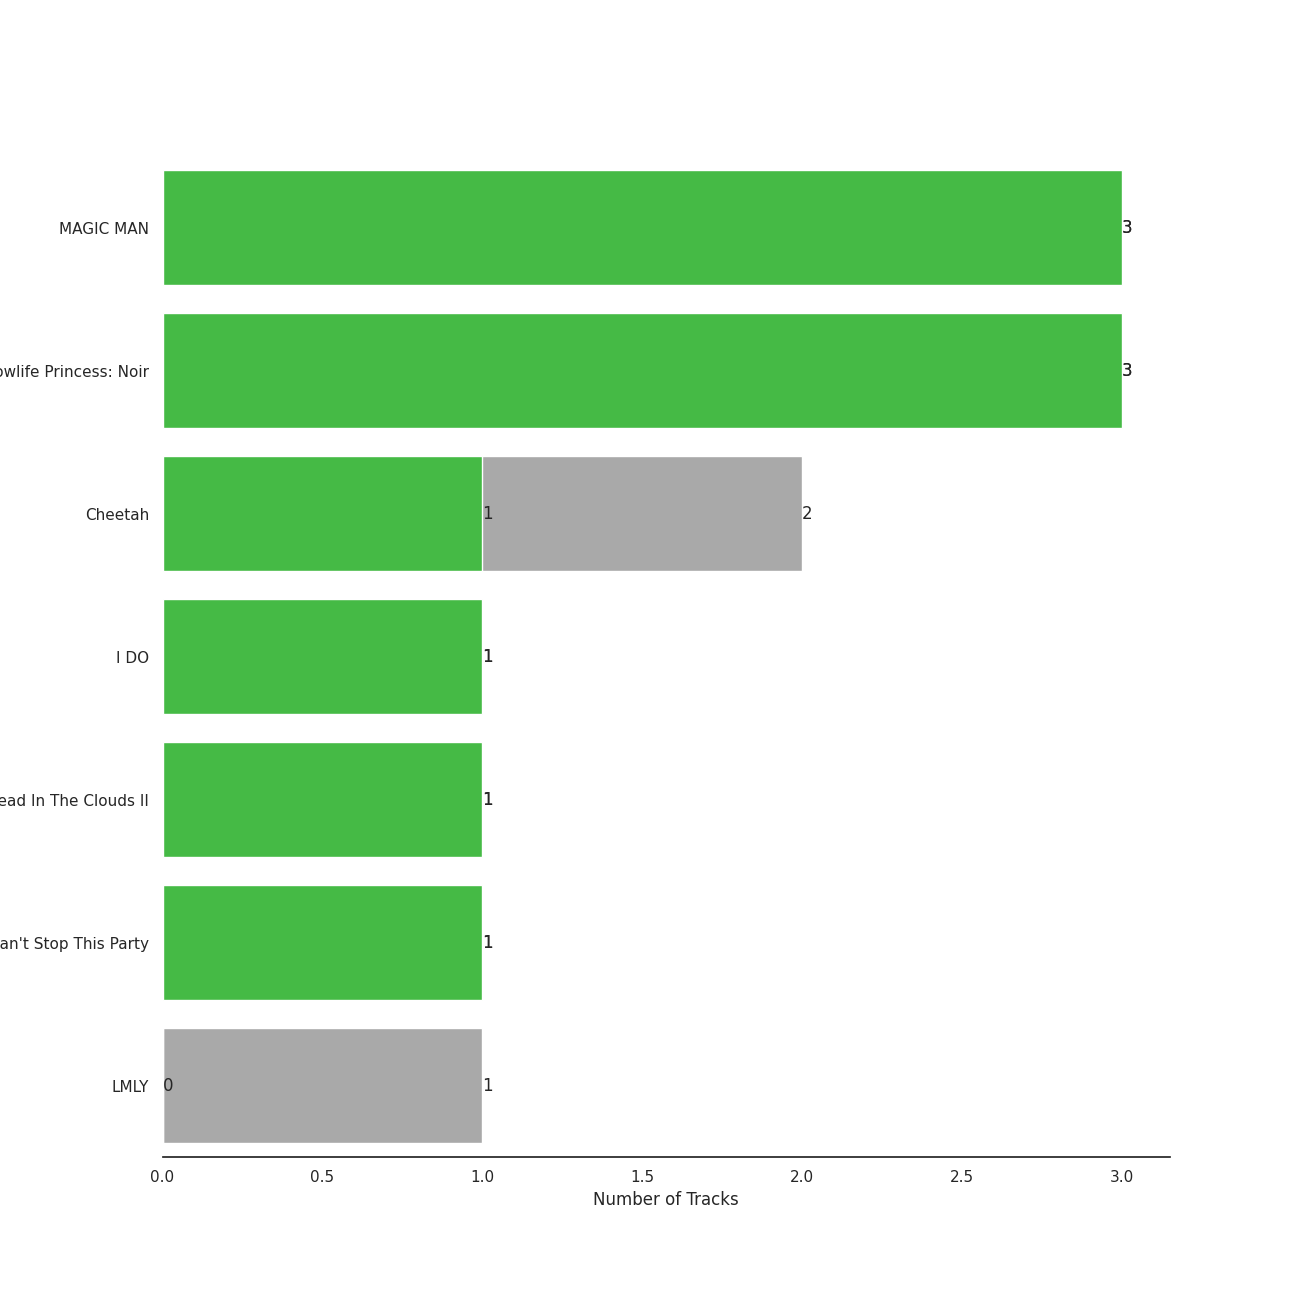 MAGIC MAN
3
owlife Princess: Noir
3
Cheetah
1
2
I DO
1
ead In The Clouds II
1
an't Stop This Party
1
LMLY
0
1
0.0
0.5
1.0
1.5
2.0
2.5
3.0
Number of Tracks